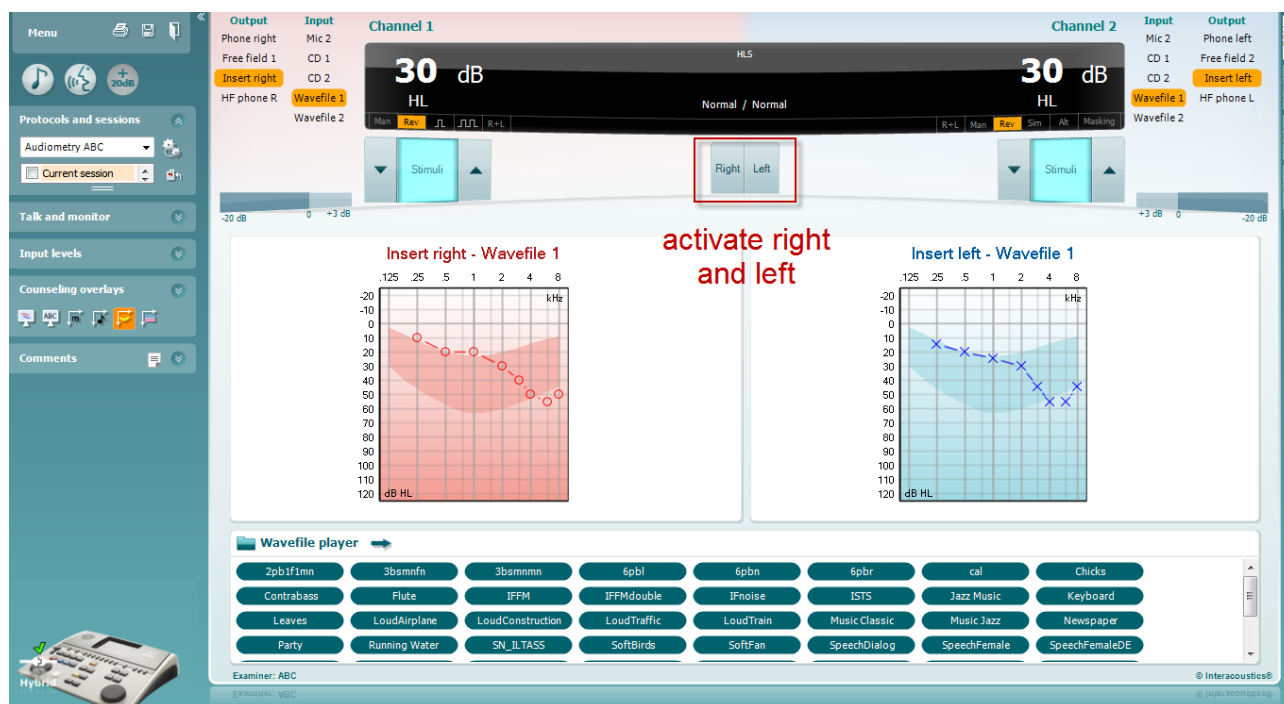 Menu
20dB
Protocols and sessions
Audiometry ABC
Current session
Talk and monitor
Input levels
Counseling overlays
ABC
m
Comments
Hybrid
Output Input Channel 1
Phone right Mic 2
Free field 1 CD 1
Insert right CD 2
HF phone R Wavefile 1
Wavefile 2
HLS
30 dB
HL
Normal / Normal
30 dB
HL
Man Rev R+L
R+L Man Rev Sim Alt Masking
Channel 2 Input Output
Mic 2 Phone left
CD 1 Free field 2
CD 2 Insert left
Wavefile 1 HF phone L
Wavefile 2
Stimuli
Right Left
Stimuli
-20 dB 0 +3 dB
+3 dB 0 -20 dB
activate right
and left
Insert right - Wavefile 1
.125 .25 .5 1 2 4 8
kHz
-20
-10
0
10
20
30
40
50
60
70
80
90
100
110
120 dB HL
Insert left - Wavefile 1
.125 .25 .5 1 2 4 8
kHz
-20
-10
0
10
20
30
40
50
60
70
80
90
100
110
120 dB HL
Wavefile player
2pb1f1mn 3bsmnfn 3bsmnmn 6pbl 6pbn 6pbr cal Chicks
Contrabass Flute IFFM IFFMdouble IFnoise ISTS Jazz Music Keyboard
Leaves LoudAirplane LoudConstruction LoudTraffic LoudTrain Music Classic Music Jazz Newspaper
Party Running Water SN_ILTASS SoftBirds SoftFan SpeechDialog SpeechFemale SpeechFemaleDE
Examiner: ABC © Interacoustics®